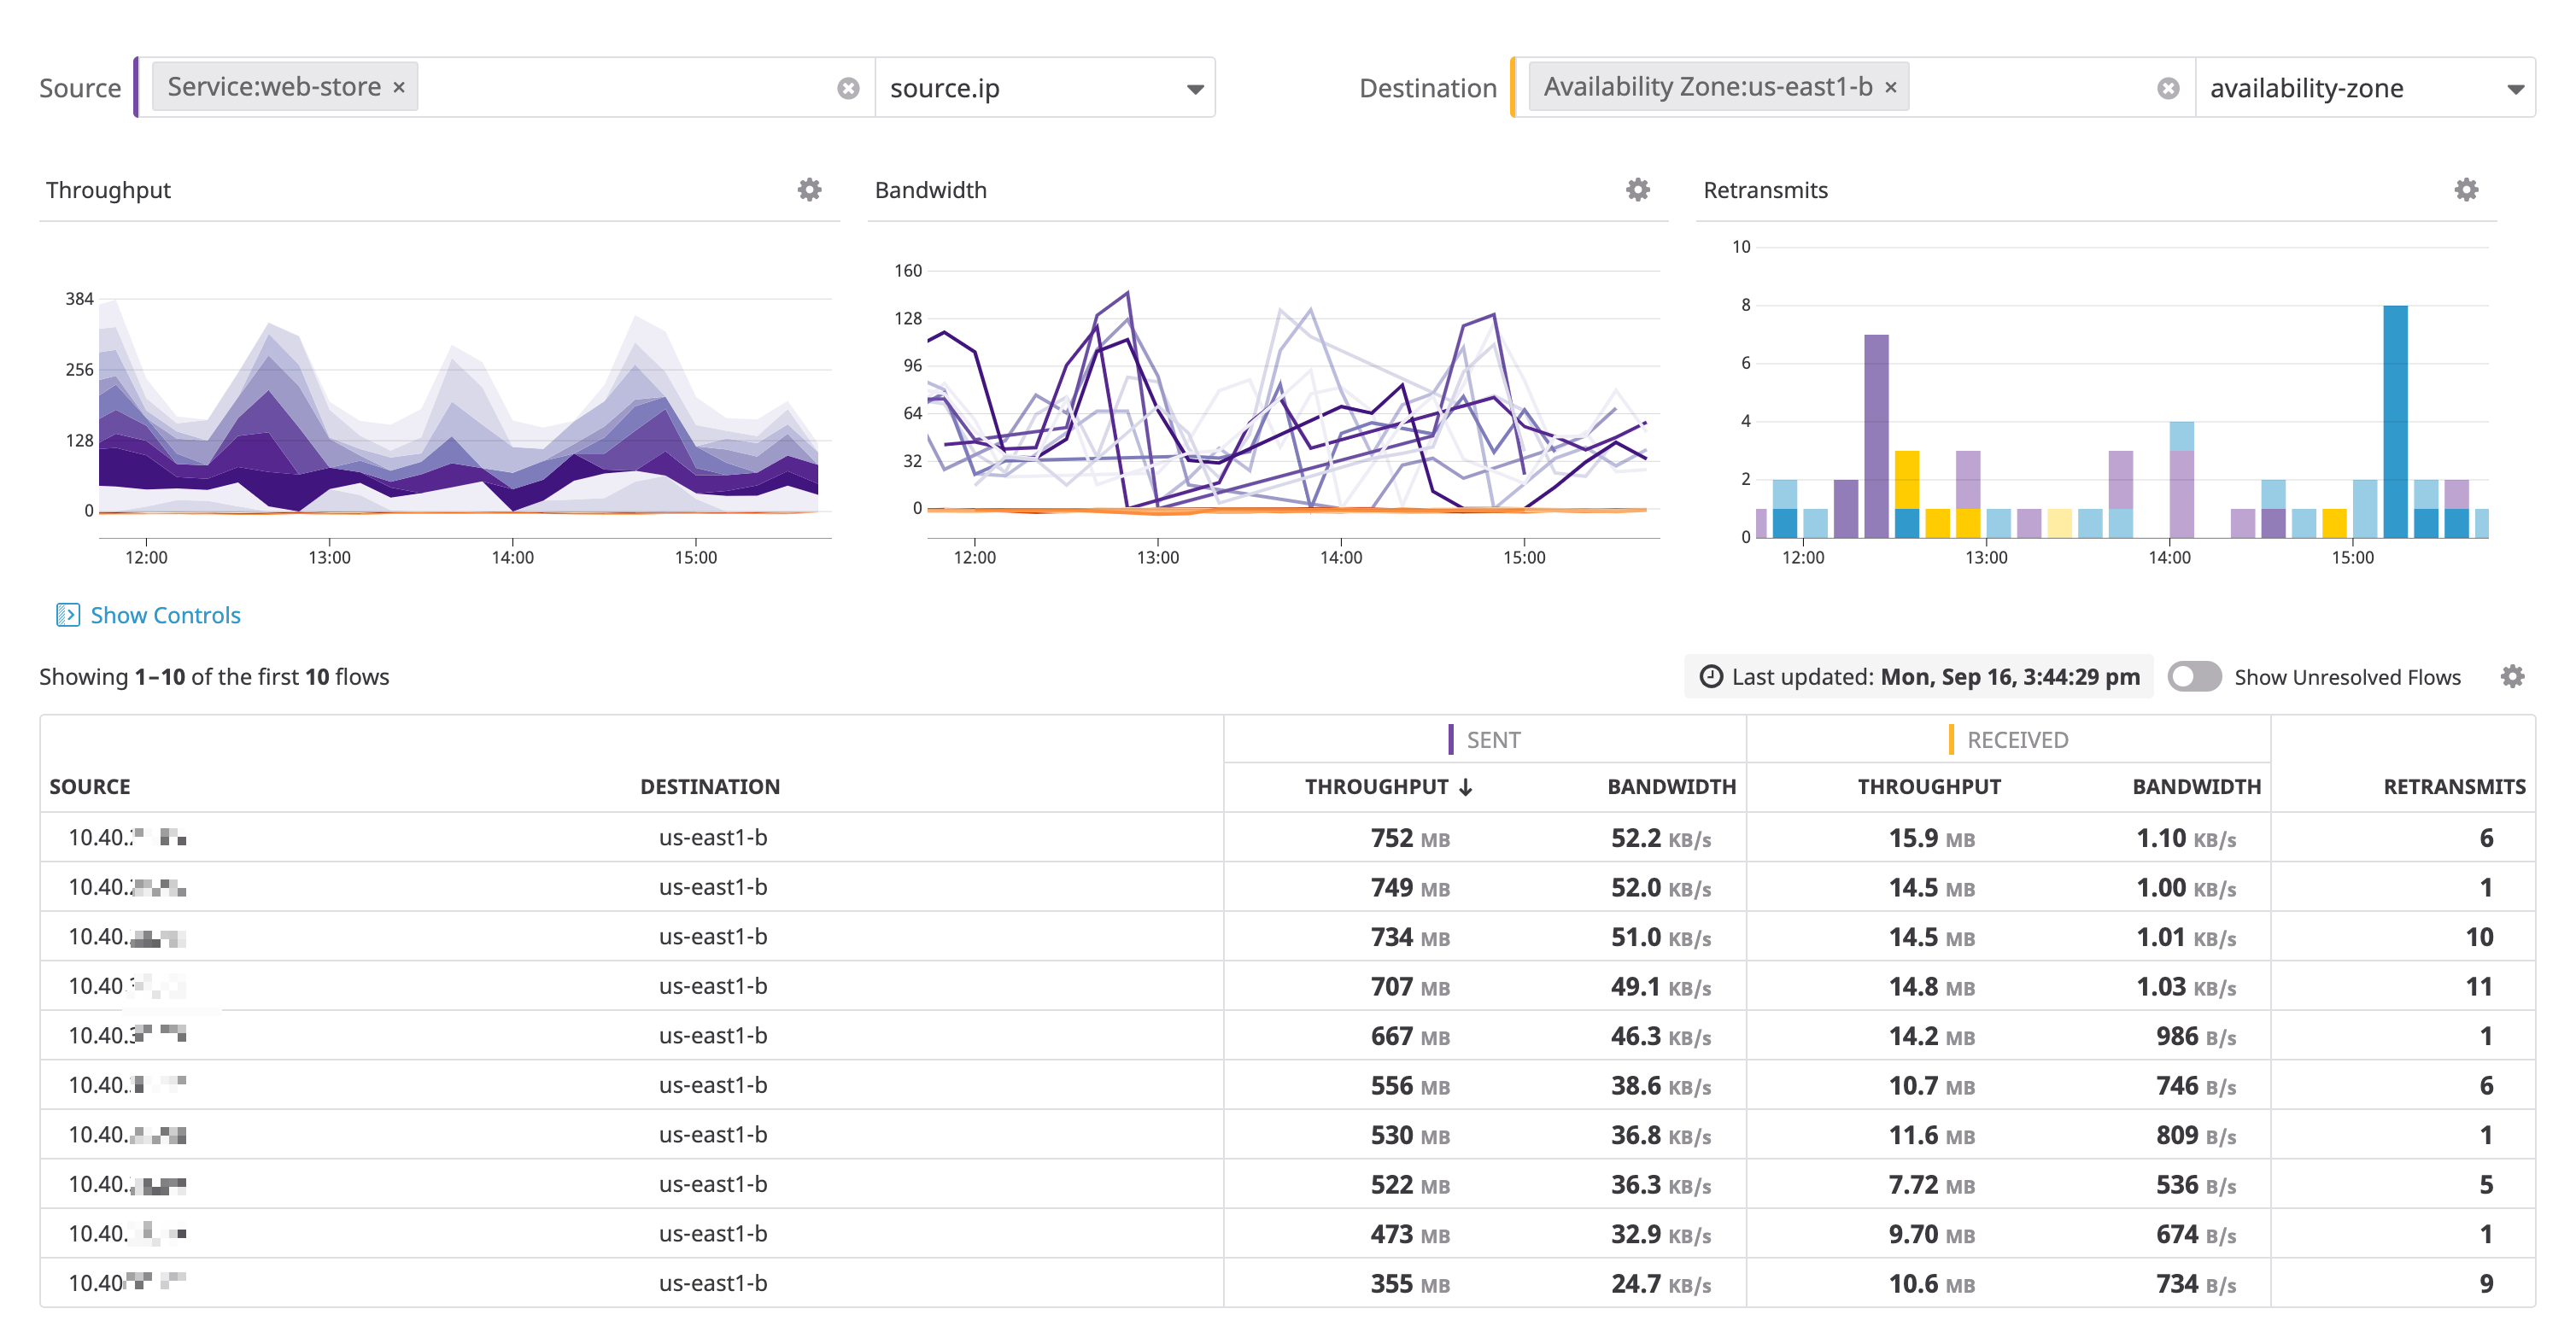 Source Service:web-store × source.ip Destination Availability Zone:us-east1-b × availability-zone
Throughput Bandwidth Retransmits
384
256
128
0
12:00 13:00 14:00 15:00
160
128
96
64
32
0
12:00 13:00 14:00 15:00
10
8
6
4
2
0
12:00 13:00 14:00 15:00
Show Controls
Showing 1–10 of the first 10 flows Last updated: Mon, Sep 16, 3:44:29 pm Show Unresolved Flows
SENT RECEIVED
SOURCE DESTINATION THROUGHPUT ↓ BANDWIDTH THROUGHPUT BANDWIDTH RETRANSMITS
10.40. us-east1-b 752 MB 52.2 KB/s 15.9 MB 1.10 KB/s 6
10.40. us-east1-b 749 MB 52.0 KB/s 14.5 MB 1.00 KB/s 1
10.40. us-east1-b 734 MB 51.0 KB/s 14.5 MB 1.01 KB/s 10
10.40 us-east1-b 707 MB 49.1 KB/s 14.8 MB 1.03 KB/s 11
10.40. us-east1-b 667 MB 46.3 KB/s 14.2 MB 986 B/s 1
10.40. us-east1-b 556 MB 38.6 KB/s 10.7 MB 746 B/s 6
10.40. us-east1-b 530 MB 36.8 KB/s 11.6 MB 809 B/s 1
10.40. us-east1-b 522 MB 36.3 KB/s 7.72 MB 536 B/s 5
10.40. us-east1-b 473 MB 32.9 KB/s 9.70 MB 674 B/s 1
10.40 us-east1-b 355 MB 24.7 KB/s 10.6 MB 734 B/s 9